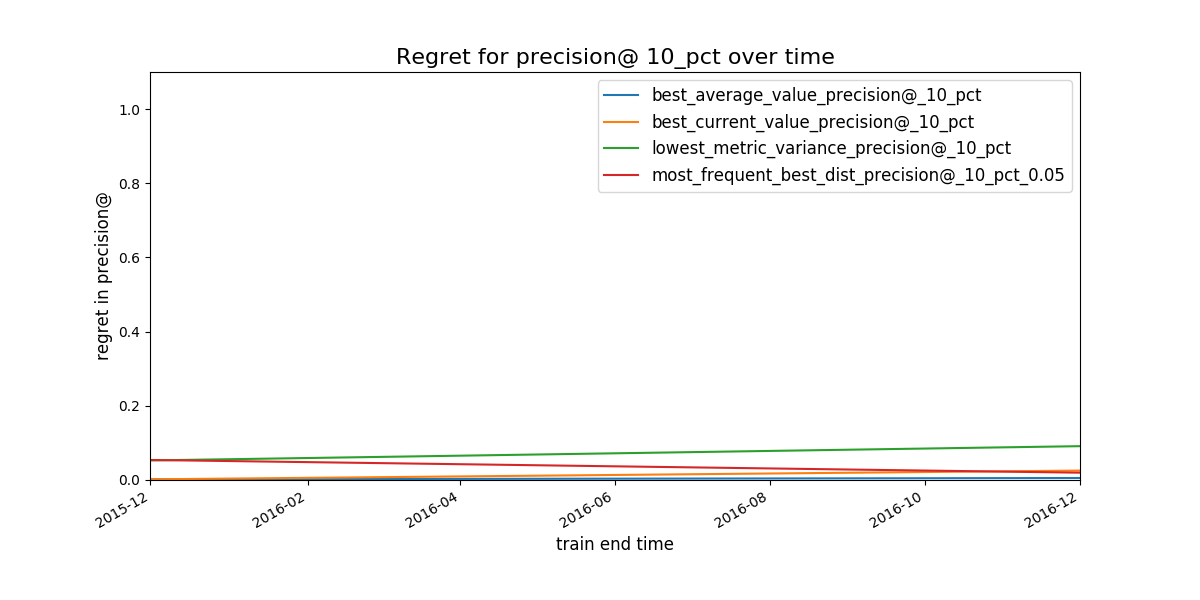 Regret for precision@ 10_pct over time
best_average_value_precision@_10_pct
best_current_value_precision@_10_pct
lowest_metric_variance_precision@_10_pct
most_frequent_best_dist_precision@_10_pct_0.05
regret in precision@
1.0
0.8
0.6
0.4
0.2
0.0
2015-12
2016-02
2016-04
2016-06
2016-08
2016-10
2016-12
train end time